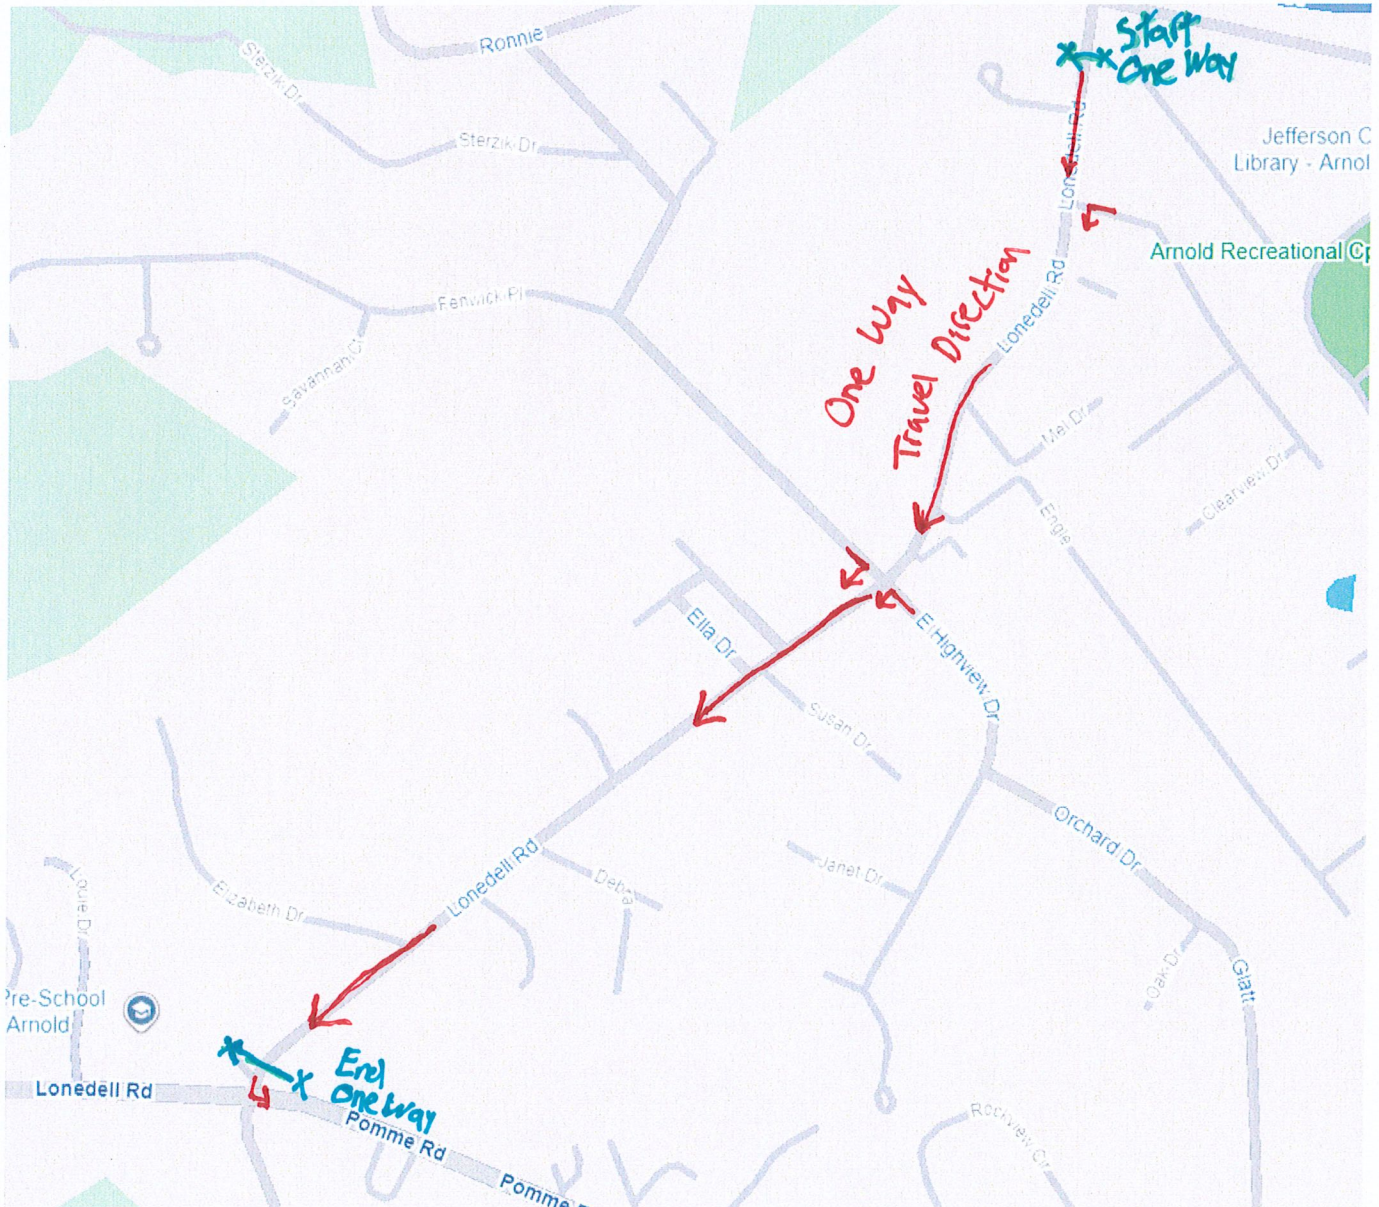 Ronnie
Start
One Way
Sterzik Dr
Sterzik Dr
Lonedell Rd
Jefferson C
Library - Arnol
Arnold Recreational
Fenwick Pl
Lonedell Rd
One Way
Travel Direction
Savannah Ct
Mel Dr
Clearview Dr
Engle
Ella Dr
E Highview Dr
Susan Dr
Orchard Dr
Lonedell Rd
Janet Dr
Debra
Louie Dr
Elizabeth Dr
Oak Dr
Glatt
Pre-School
Arnold
End
One Way
Lonedell Rd
Pomme Rd
Rockview Cir
Pomme